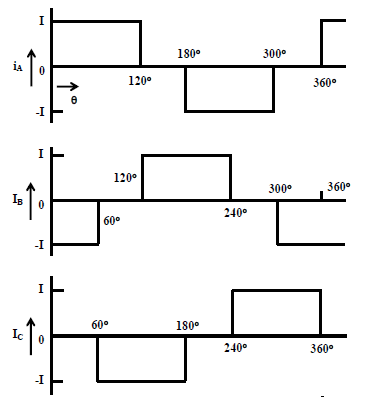 I
180° 300°
i_A 0
120° 360°
θ
-I
I
120° 300° 360°
I_B 0
60° 240°
-I
I
60° 180°
I_C 0
240° 360°
-I